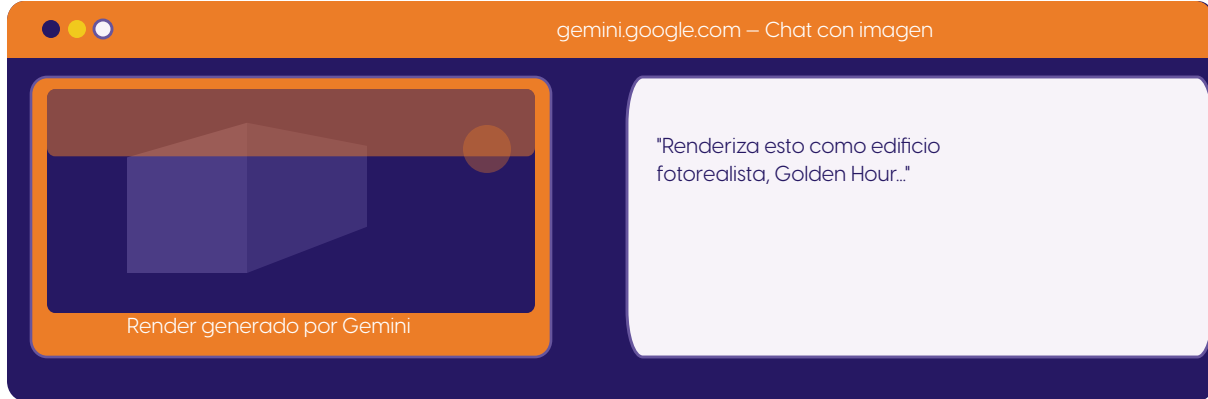 gemini.google.com — Chat con imagen
"Renderiza esto como edificio
fotorealista, Golden Hour..."
Render generado por Gemini